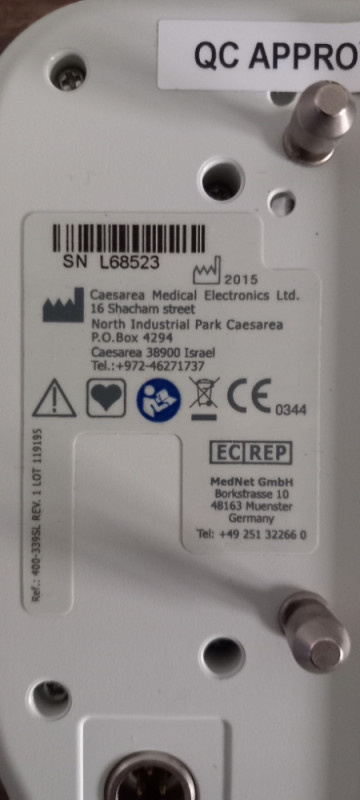 QC APPRO
SN L68523
2015
Caesarea Medical Electronics Ltd.
16 Shacham street
North Industrial Park Caesarea
P.O.Box 4294
Caesarea 38900 Israel
Tel.:+972-46271737
CE 0344
EC REP
MedNet GmbH
Borkstrasse 10
48163 Muenster
Germany
Tel: +49 251 32266 0
Ref.: 400-339SL REV. 1 LOT 119195